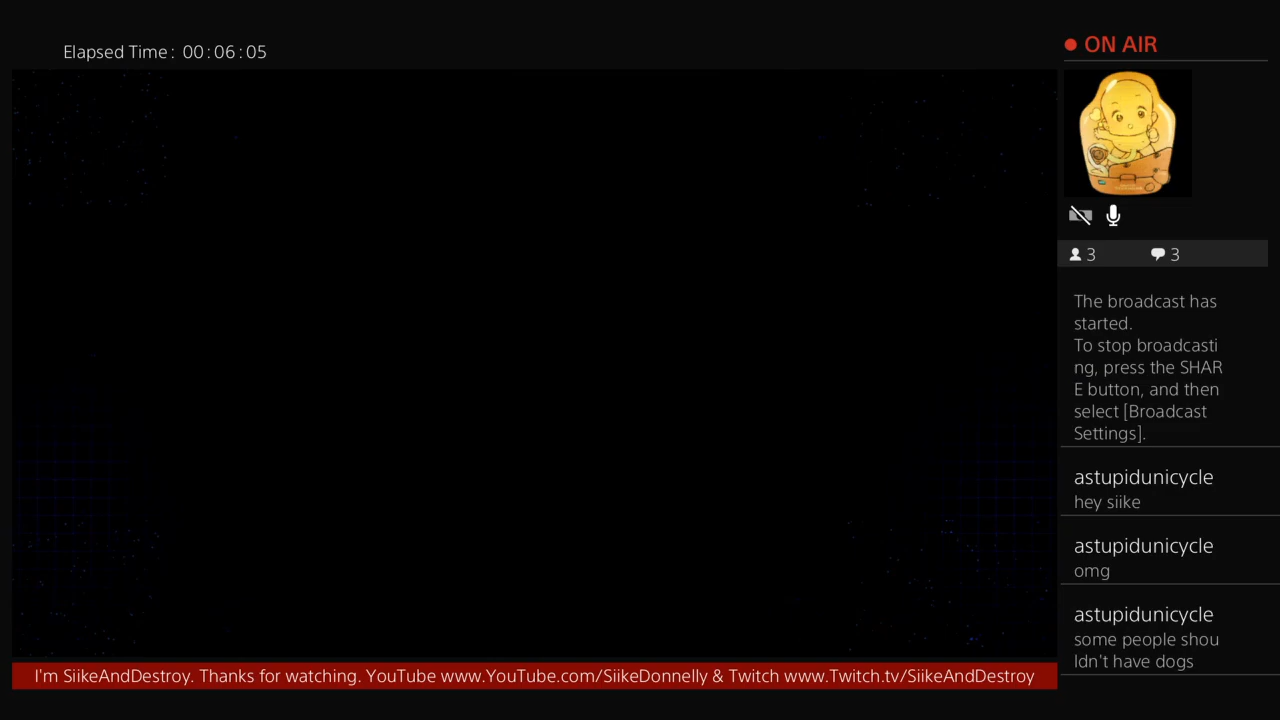 Elapsed Time: 00:06:05
ON AIR
3 3
The broadcast has
started.
To stop broadcasti
ng, press the SHAR
E button, and then
select [Broadcast
Settings].
astupidunicycle
hey siike
astupidunicycle
omg
astupidunicycle
some people shou
ldn't have dogs
I'm SiikeAndDestroy. Thanks for watching. YouTube www.YouTube.com/SiikeDonnelly & Twitch www.Twitch.tv/SiikeAndDestroy